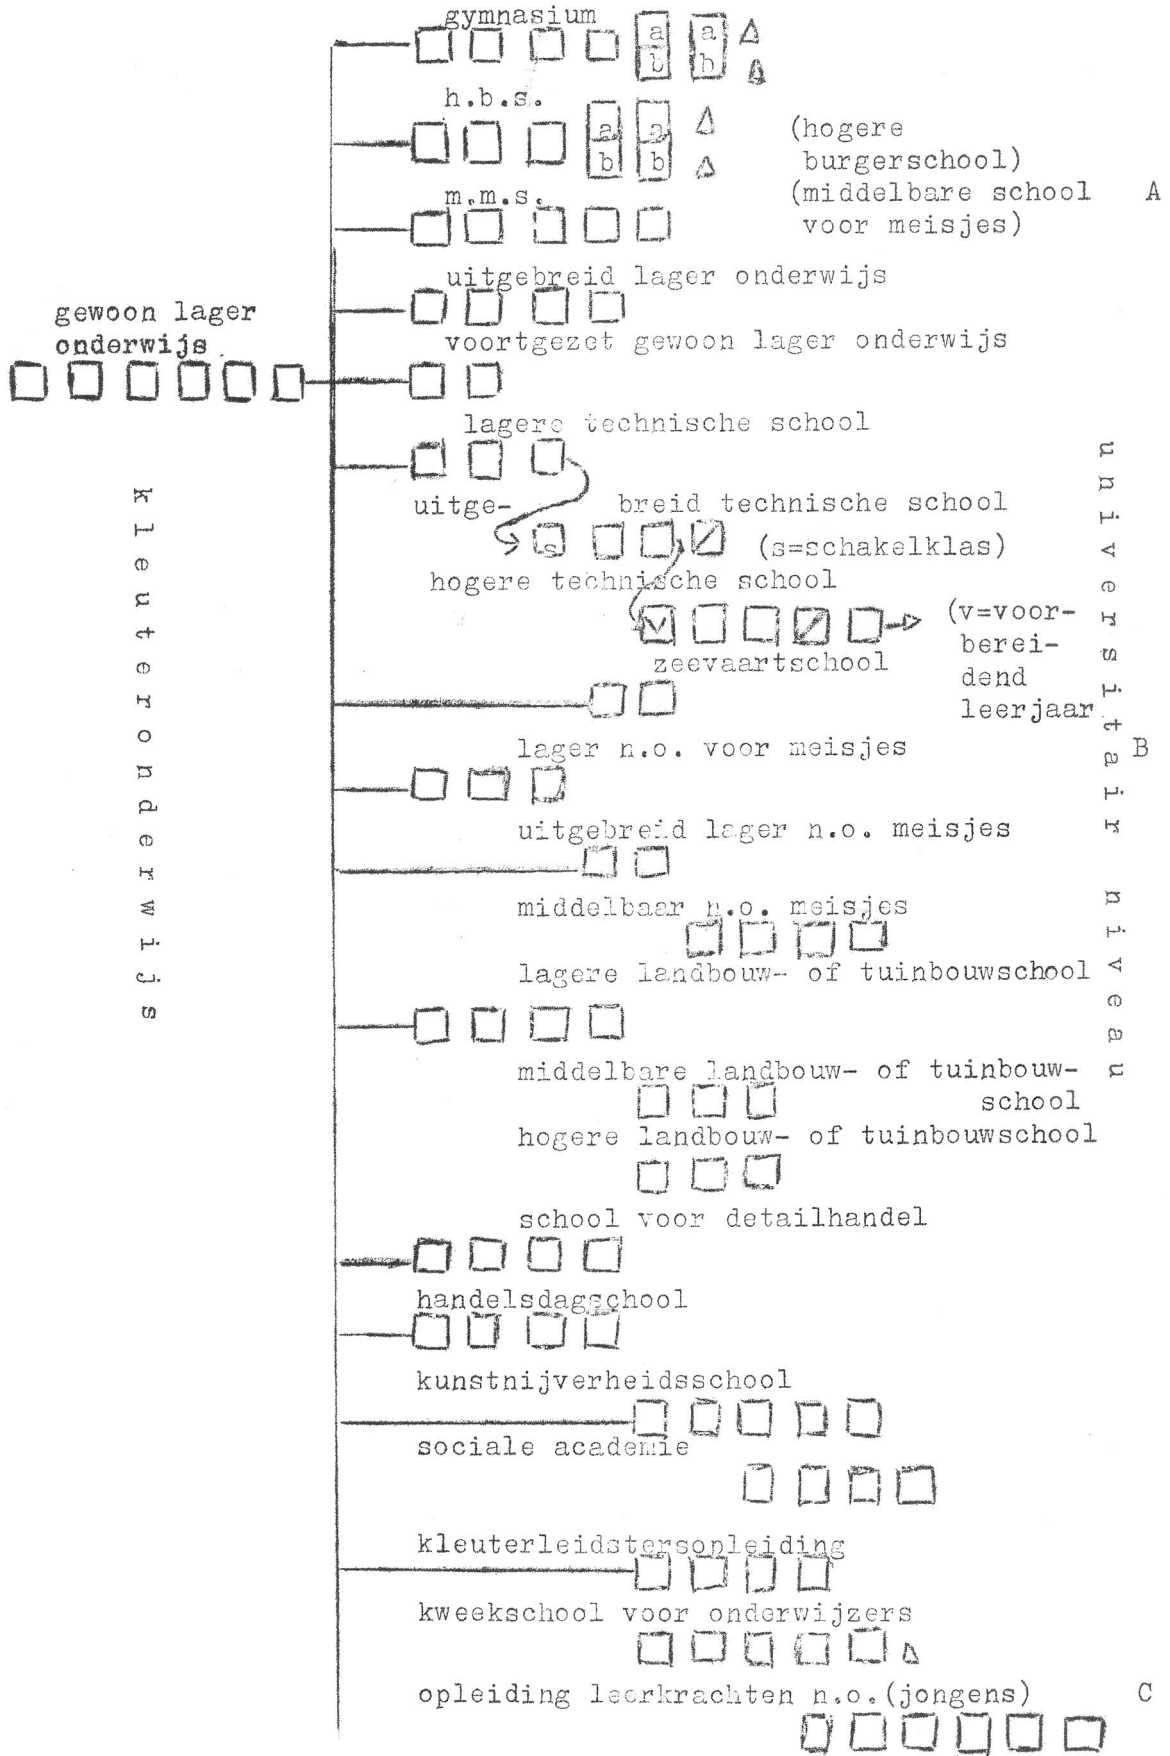 gymnasium
a a
b b
h.b.s.
a a
b b
(hogere
burgerschool)
m.m.s.
(middelbare school A
voor meisjes)
uitgebreid lager onderwijs
gewoon lager
onderwijs
voortgezet gewoon lager onderwijs
lagere technische school
uitge- breid technische school
s (s=schakelklas)
hogere technische school
v (v=voor-
berei-
dend
leerjaar
zeevaartschool
lager n.o. voor meisjes B
uitgebreid lager n.o. meisjes
middelbaar n.o. meisjes
lagere landbouw- of tuinbouwschool
middelbare landbouw- of tuinbouw-
school
hogere landbouw- of tuinbouwschool
school voor detailhandel
handelsdagschool
kunstnijverheidsschool
sociale academie
kleuterleidstersopleiding
kweekschool voor onderwijzers
opleiding leerkrachten n.o.(jongens) C
kleuteronderwijs
universitair niveau